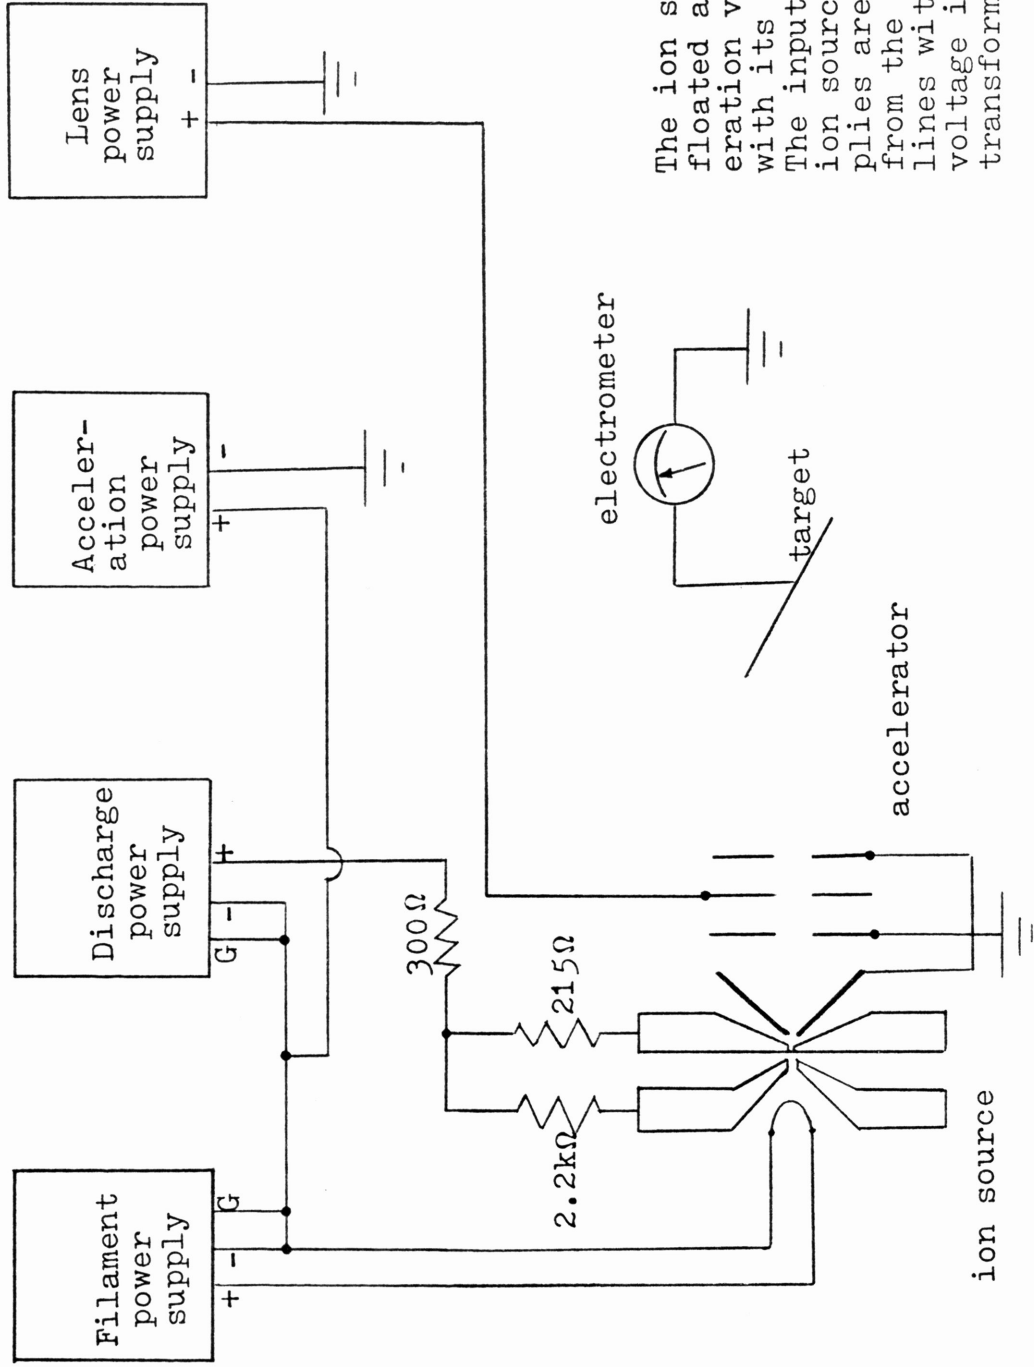 Filament
power
supply
+
-
G
Discharge
power
supply
G
-
+
Acceler-
ation
power
supply
+
-
Lens
power
supply
+
-
300Ω
2.2kΩ
215Ω
electrometer
target
accelerator
ion source
The ion s
floated a
eration v
with its
The input
ion sourc
plies are
from the
lines wit
voltage i
transform